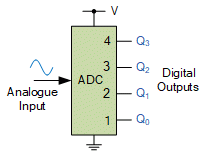 V
4 Q3
3 Q2
ADC
2 Q1
1 Q0
Analogue
Input
Digital
Outputs